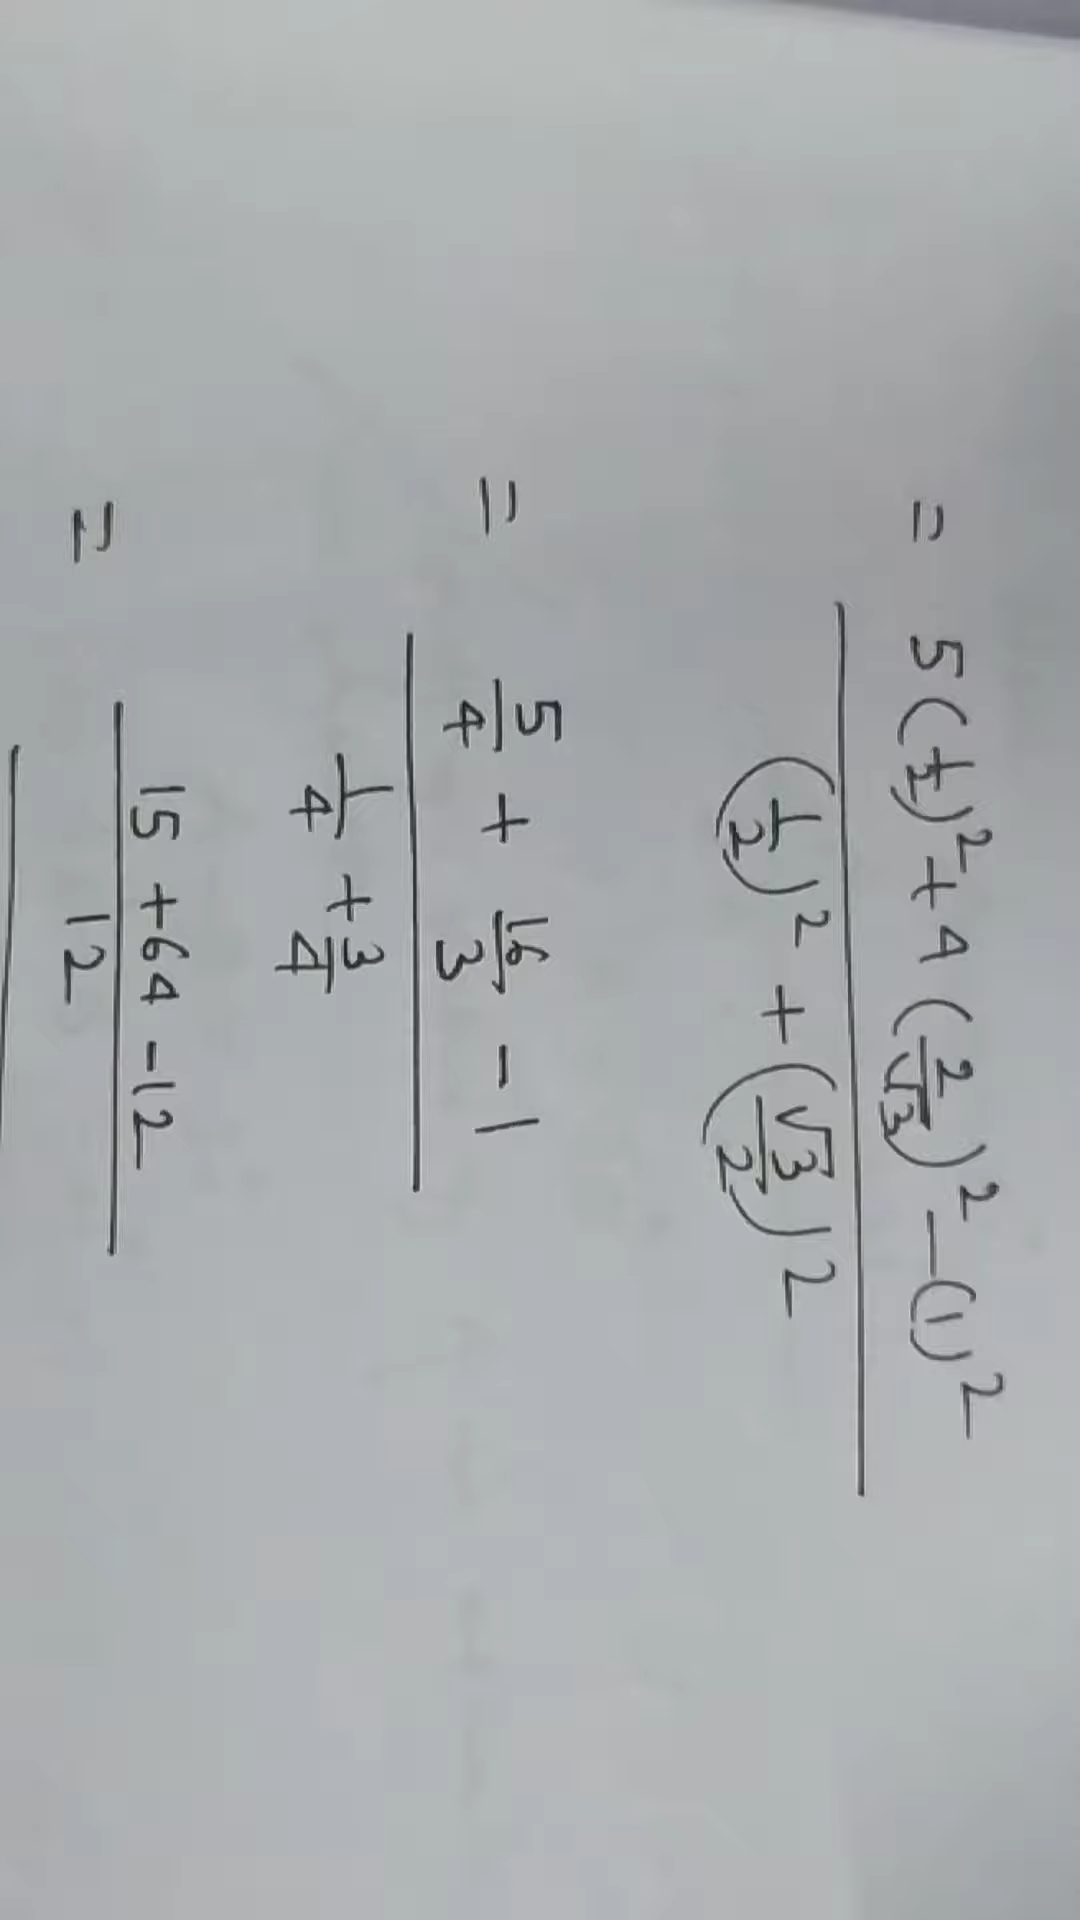 = 5(1/2)² + 4(2/√3)² - (1)²
(1/2)² + (√3/2)²
= 5/4 + 16/3 - 1
1/4 + 3/4
= 15 + 64 - 12
12